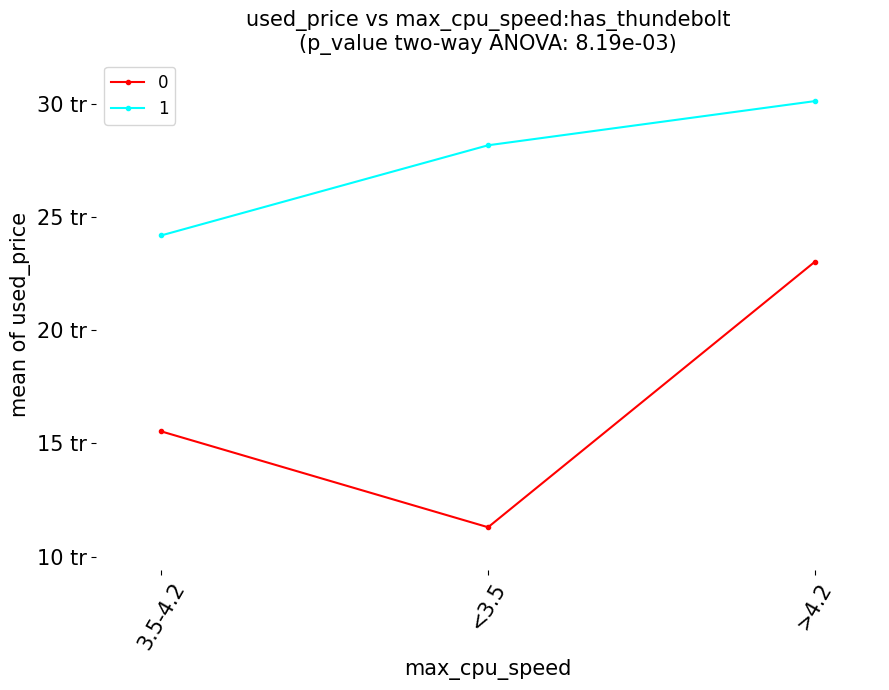 used_price vs max_cpu_speed:has_thundebolt
(p_value two-way ANOVA: 8.19e-03)
0
1
30 tr
25 tr
20 tr
15 tr
10 tr
mean of used_price
3.5-4.2
<3.5
>4.2
max_cpu_speed